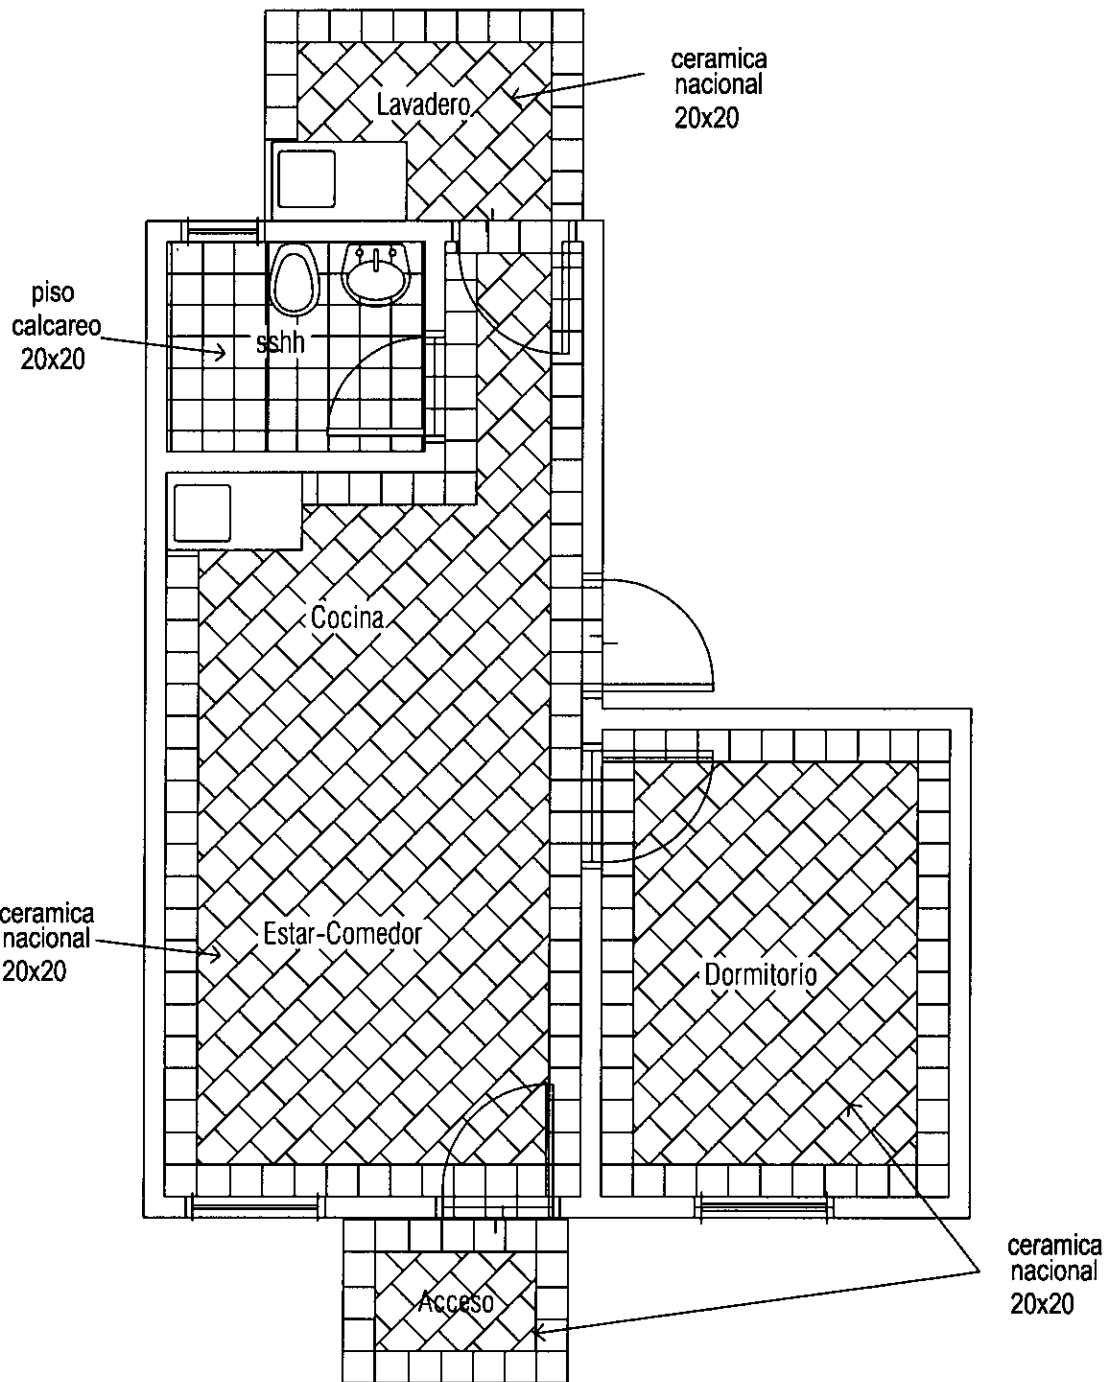 ceramica
nacional
20x20
Lavadero
piso
calcareo
20x20
sshh
Cocina
ceramica
nacional
20x20
Estar-Comedor
Dormitorio
ceramica
nacional
20x20
Acceso